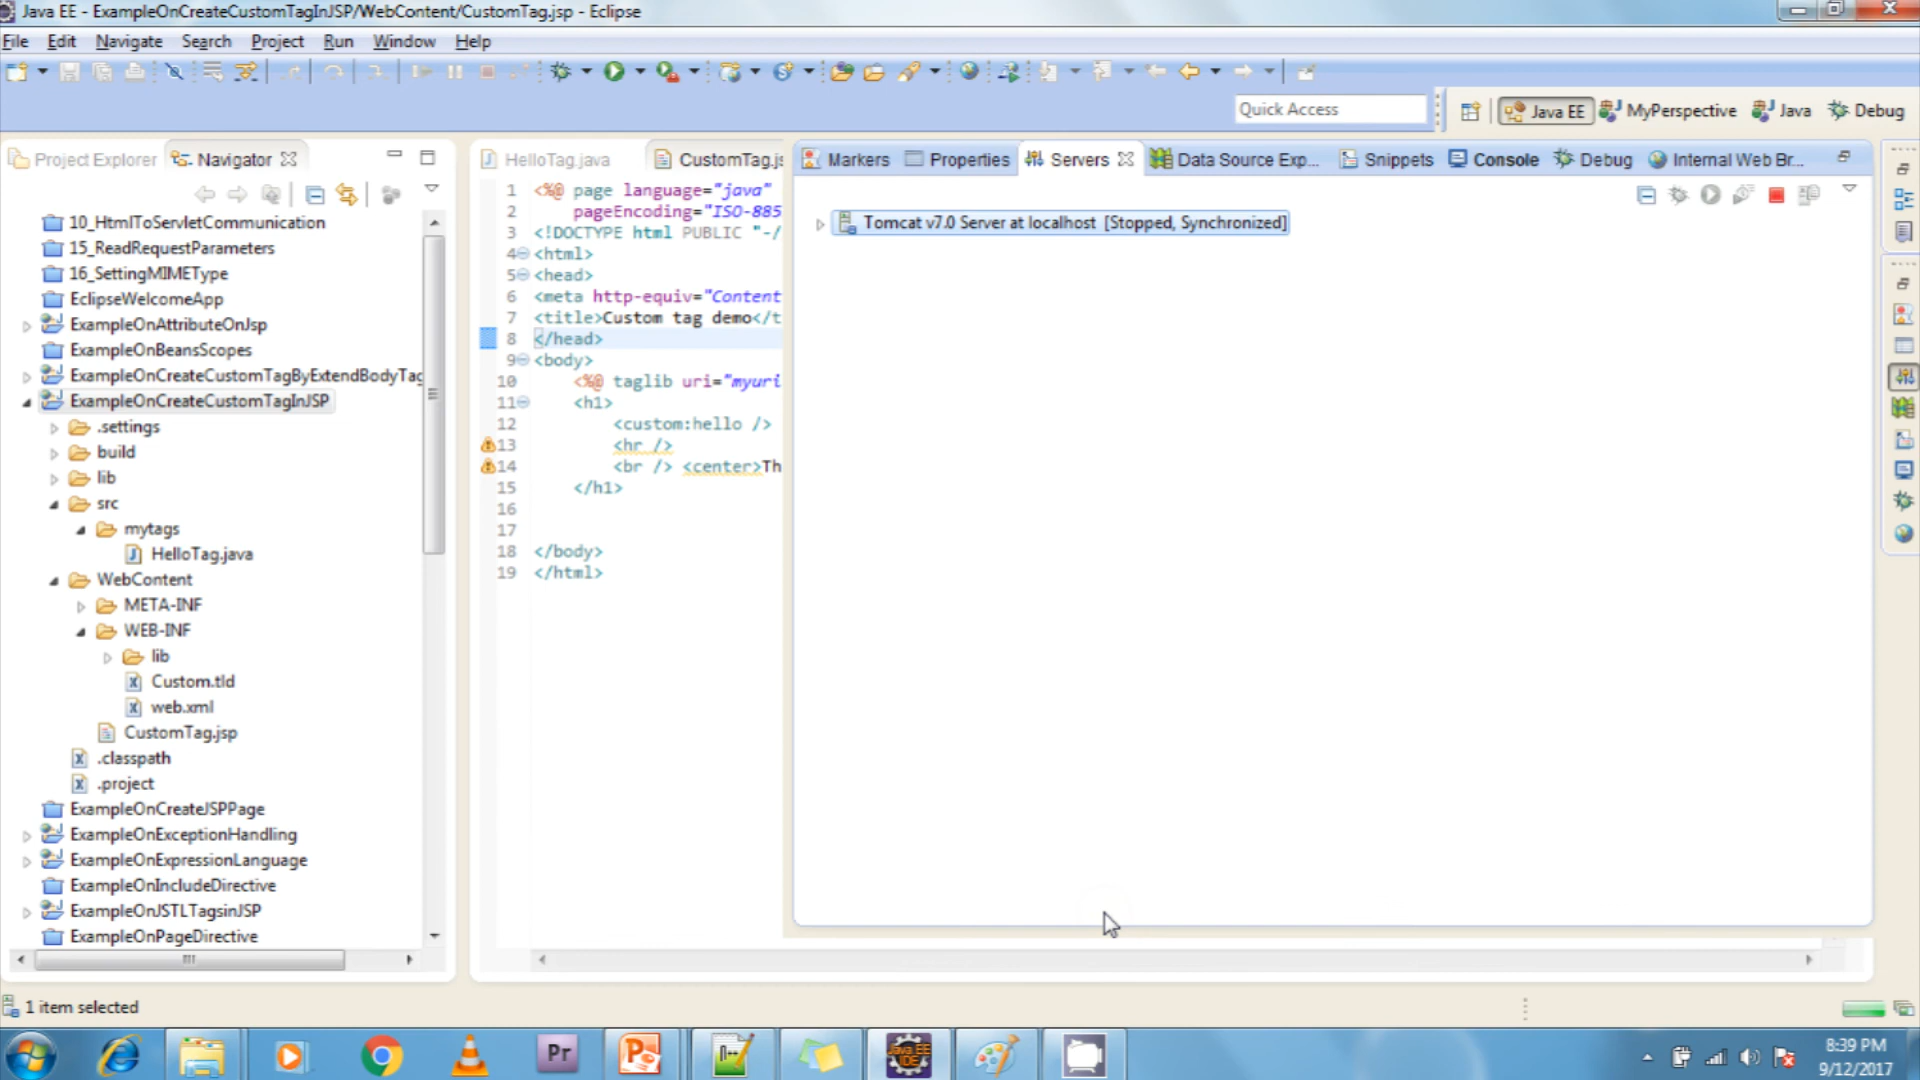 Java EE - ExampleOnCreateCustomTagInJSP/WebContent/CustomTag.jsp - Eclipse
File Edit Navigate Search Project Run Window Help
Quick Access
Java EE MyPerspective Java Debug
Project Explorer Navigator
10_HtmlToServletCommunication
15_ReadRequestParameters
16_SettingMIMEType
EclipseWelcomeApp
ExampleOnAttributeOnJsp
ExampleOnBeansScopes
ExampleOnCreateCustomTagByExtendBodyTag
ExampleOnCreateCustomTagInJSP
.settings
build
lib
src
mytags
HelloTag.java
WebContent
META-INF
WEB-INF
lib
Custom.tld
web.xml
CustomTag.jsp
.classpath
.project
ExampleOnCreateJSPPage
ExampleOnExceptionHandling
ExampleOnExpressionLanguage
ExampleOnIncludeDirective
ExampleOnJSTLTagsinJSP
ExampleOnPageDirective
HelloTag.java CustomTag.js
1 <%@ page language="java"
2 pageEncoding="ISO-885
3 <!DOCTYPE html PUBLIC "-/
4 <html>
5 <head>
6 <meta http-equiv="Content
7 <title>Custom tag demo</t
8 </head>
9 <body>
10 <%@ taglib uri="myuri
11 <h1>
12 <custom:hello />
13 <hr />
14 <br /> <center>Th
15 </h1>
16
17
18 </body>
19 </html>
Markers Properties Servers Data Source Exp... Snippets Console Debug Internal Web Br...
Tomcat v7.0 Server at localhost [Stopped, Synchronized]
1 item selected
Pr
Java EE
IDE
8:39 PM
9/12/2017